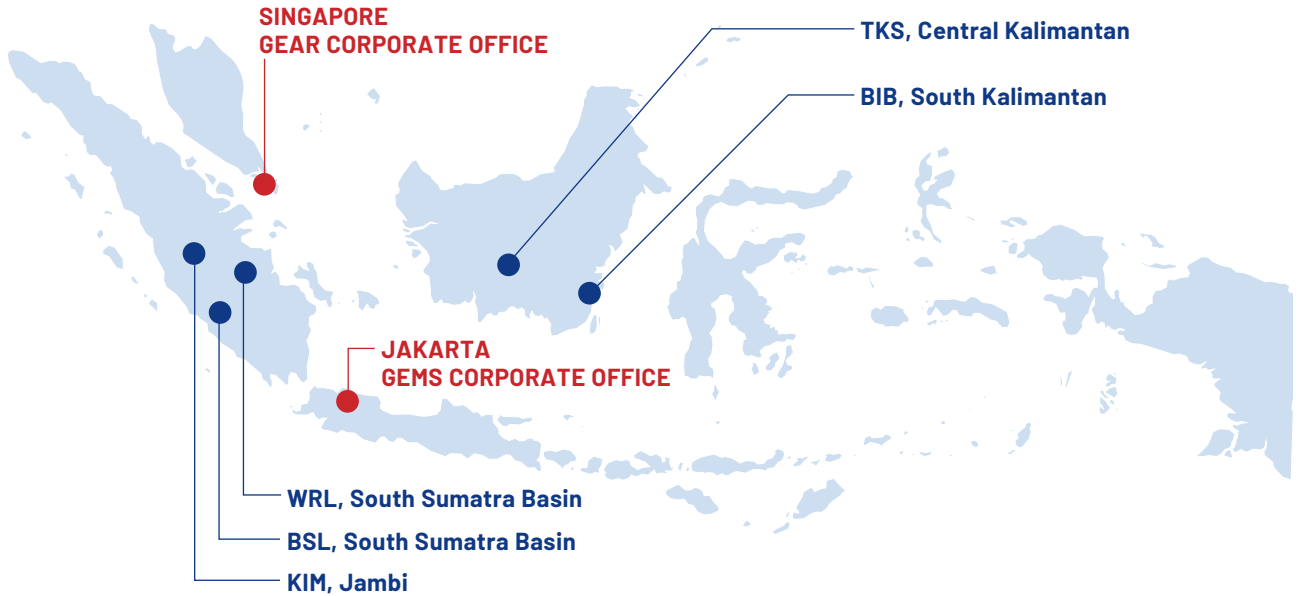 SINGAPORE
GEAR CORPORATE OFFICE
TKS, Central Kalimantan
BIB, South Kalimantan
JAKARTA
GEMS CORPORATE OFFICE
WRL, South Sumatra Basin
BSL, South Sumatra Basin
KIM, Jambi